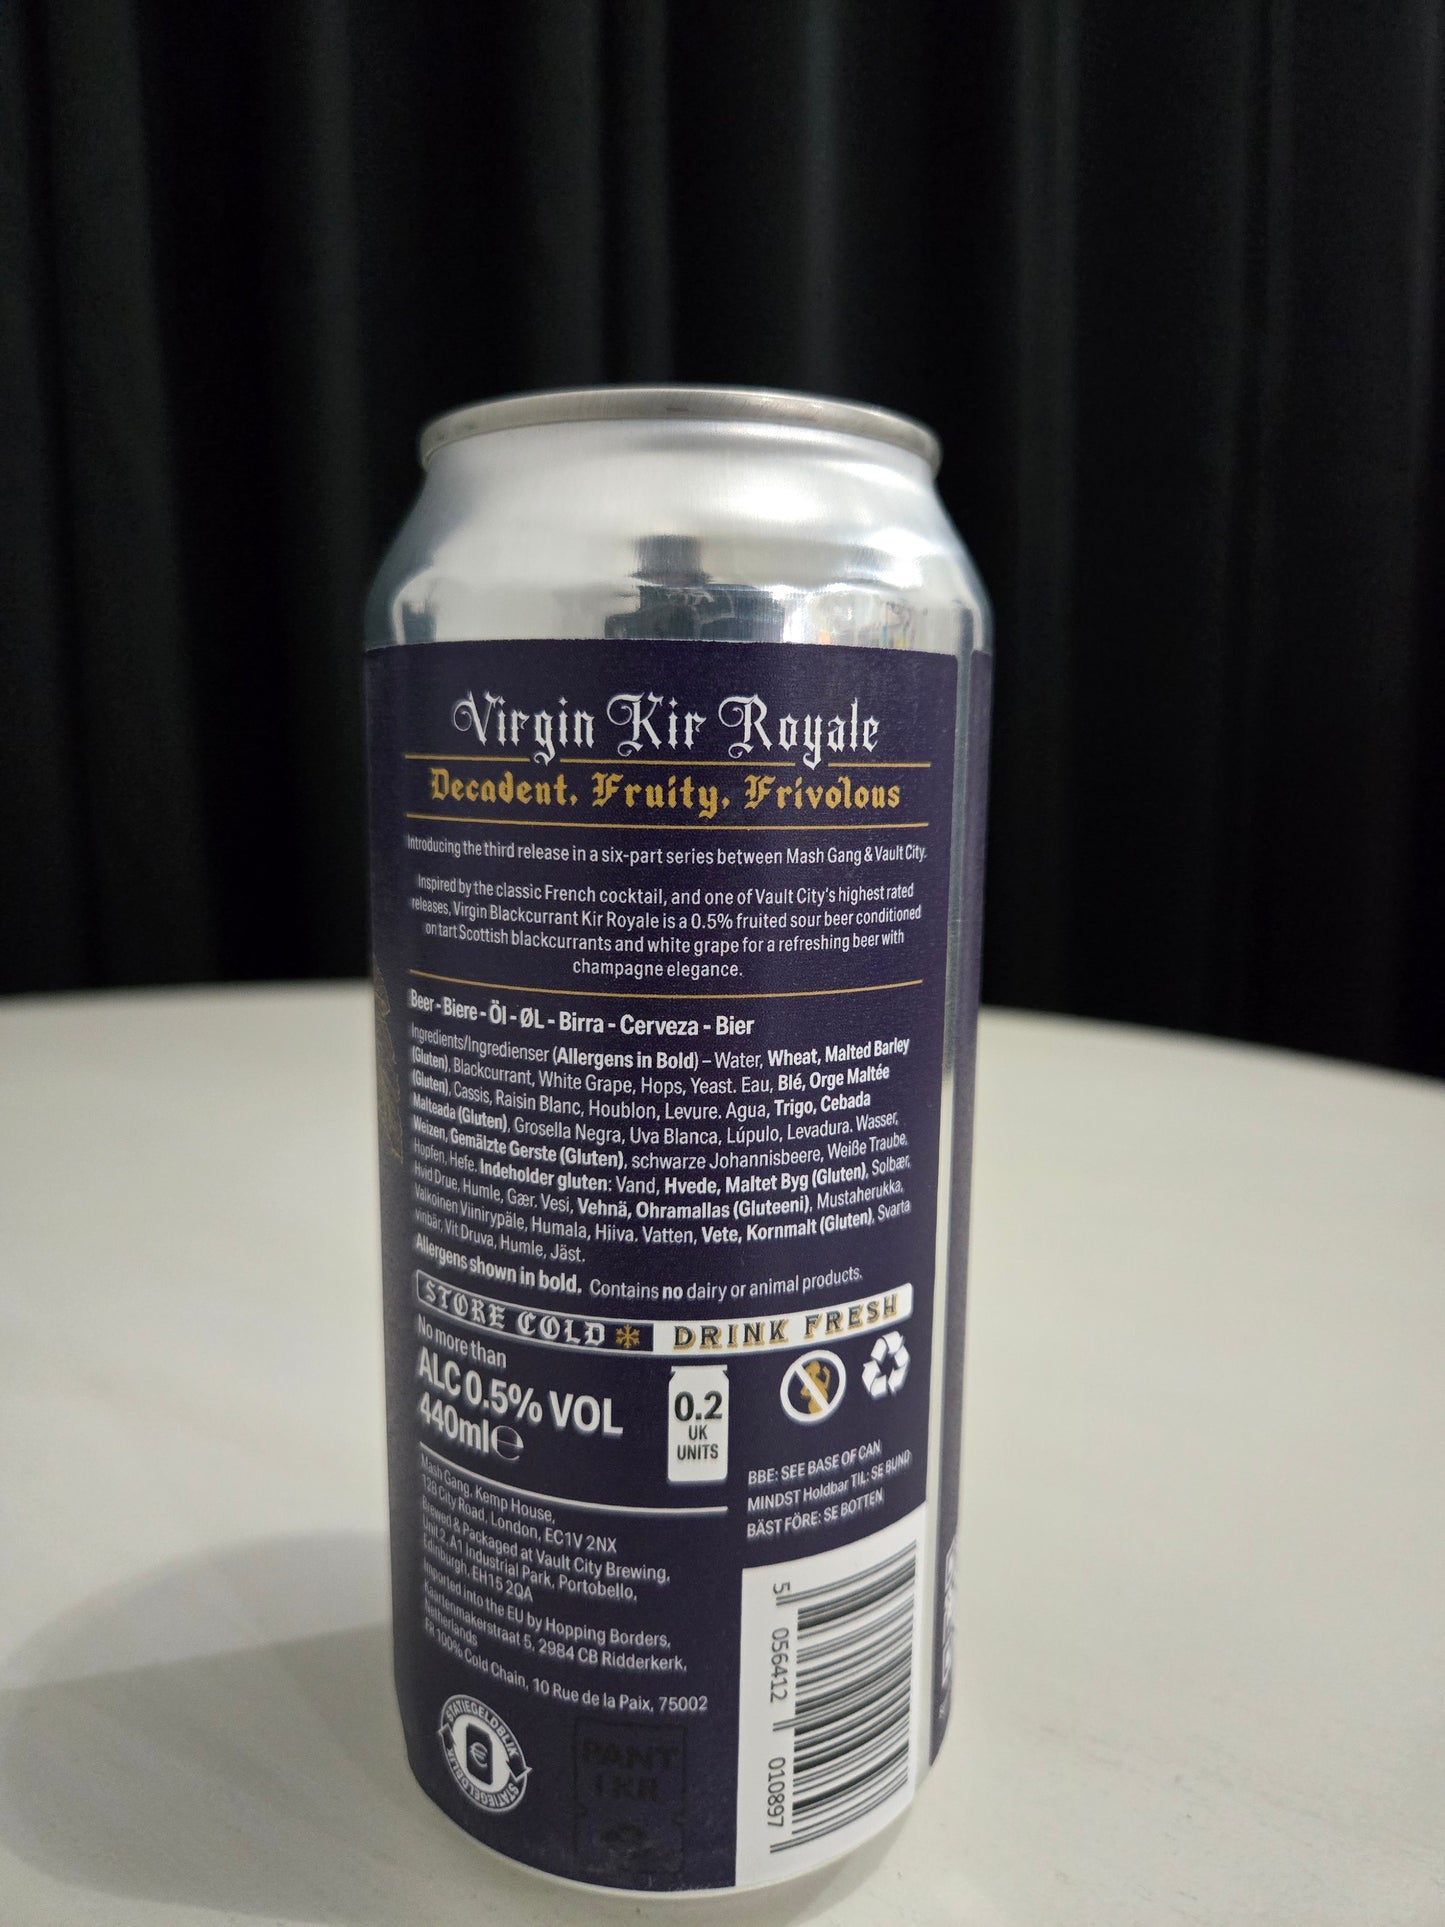 Virgin Kir Royale
Decadent. Fruity. Frivolous
Introducing the third release in a six-part series between Mash Gang & Vault City.
Inspired by the classic French cocktail, and one of Vault City's highest rated
releases, Virgin Blackcurrant Kir Royale is a 0.5% fruited sour beer conditioned
on tart Scottish blackcurrants and white grape for a refreshing beer with
champagne elegance.
Beer - Biere - Öl - ØL - Birra - Cerveza - Bier
Ingredients/Ingredienser (Allergens in Bold) – Water, Wheat, Malted Barley
(Gluten), Blackcurrant, White Grape, Hops, Yeast. Eau, Blé, Orge Maltée
(Gluten), Cassis, Raisin Blanc, Houblon, Levure. Agua, Trigo, Cebada
Malteada (Gluten), Grosella Negra, Uva Blanca, Lúpulo, Levadura. Wasser,
Weizen, Gemälzte Gerste (Gluten), schwarze Johannisbeere, Weiße Traube,
Hopfen, Hefe. Indeholder gluten: Vand, Hvede, Maltet Byg (Gluten), Solbær,
Hvid Drue, Humle, Gær. Vesi, Vehnä, Ohramallas (Gluteeni), Mustaherukka,
Valkoinen Viinirypäle, Humala, Hiiva. Vatten, Vete, Kornmalt (Gluten), Svarta
vinbär, Vit Druva, Humle, Jäst.
Allergens shown in bold. Contains no dairy or animal products.
STORE COLD DRINK FRESH
No more than
ALC 0.5% VOL
440ml℮
0.2
UK
UNITS
BBE: SEE BASE OF CAN
MINDST Holdbar TIL: SE BUND
BÄST FÖRE: SE BOTTEN
Mash Gang, Kemp House,
128 City Road, London, EC1V 2NX
Brewed & Packaged at Vault City Brewing,
Unit 2, A1 Industrial Park, Portobello,
Edinburgh, EH15 2QA
Imported into the EU by Hopping Borders,
Kaartenmakerstraat 5, 2984 CB Ridderkerk,
Netherlands
FR 100% Cold Chain, 10 Rue de la Paix, 75002
STATIEGELDBLIK
€
STATIEGELDBLIK
PANT
1 KR
5 056412 010897